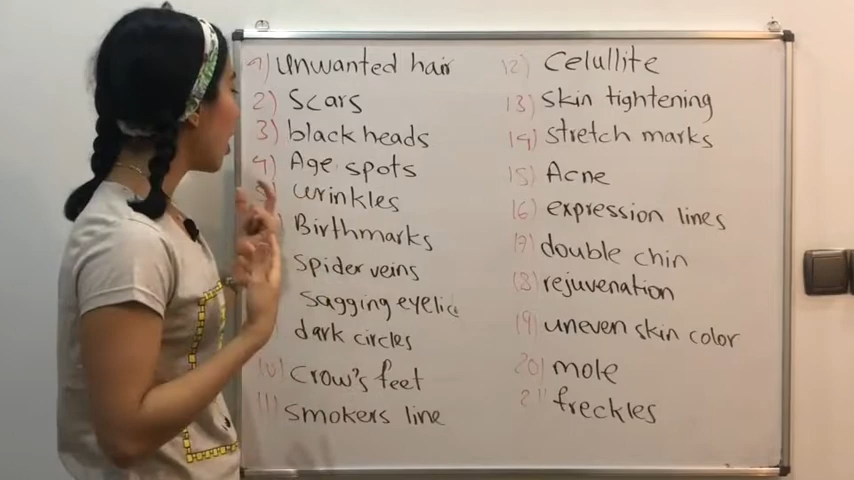 1) Unwanted hair
2) Scars
3) blackheads
4) Age spots
wrinkles
) Birthmarks
Spider veins
sagging eyelid
dark circles
10) Crow's feet
11) smokers line
12) Celullite
13) Skin tightening
14) stretch marks
15) Acne
16) expression lines
17) double chin
18) rejuvenation
19) uneven skin color
20) mole
21) freckles